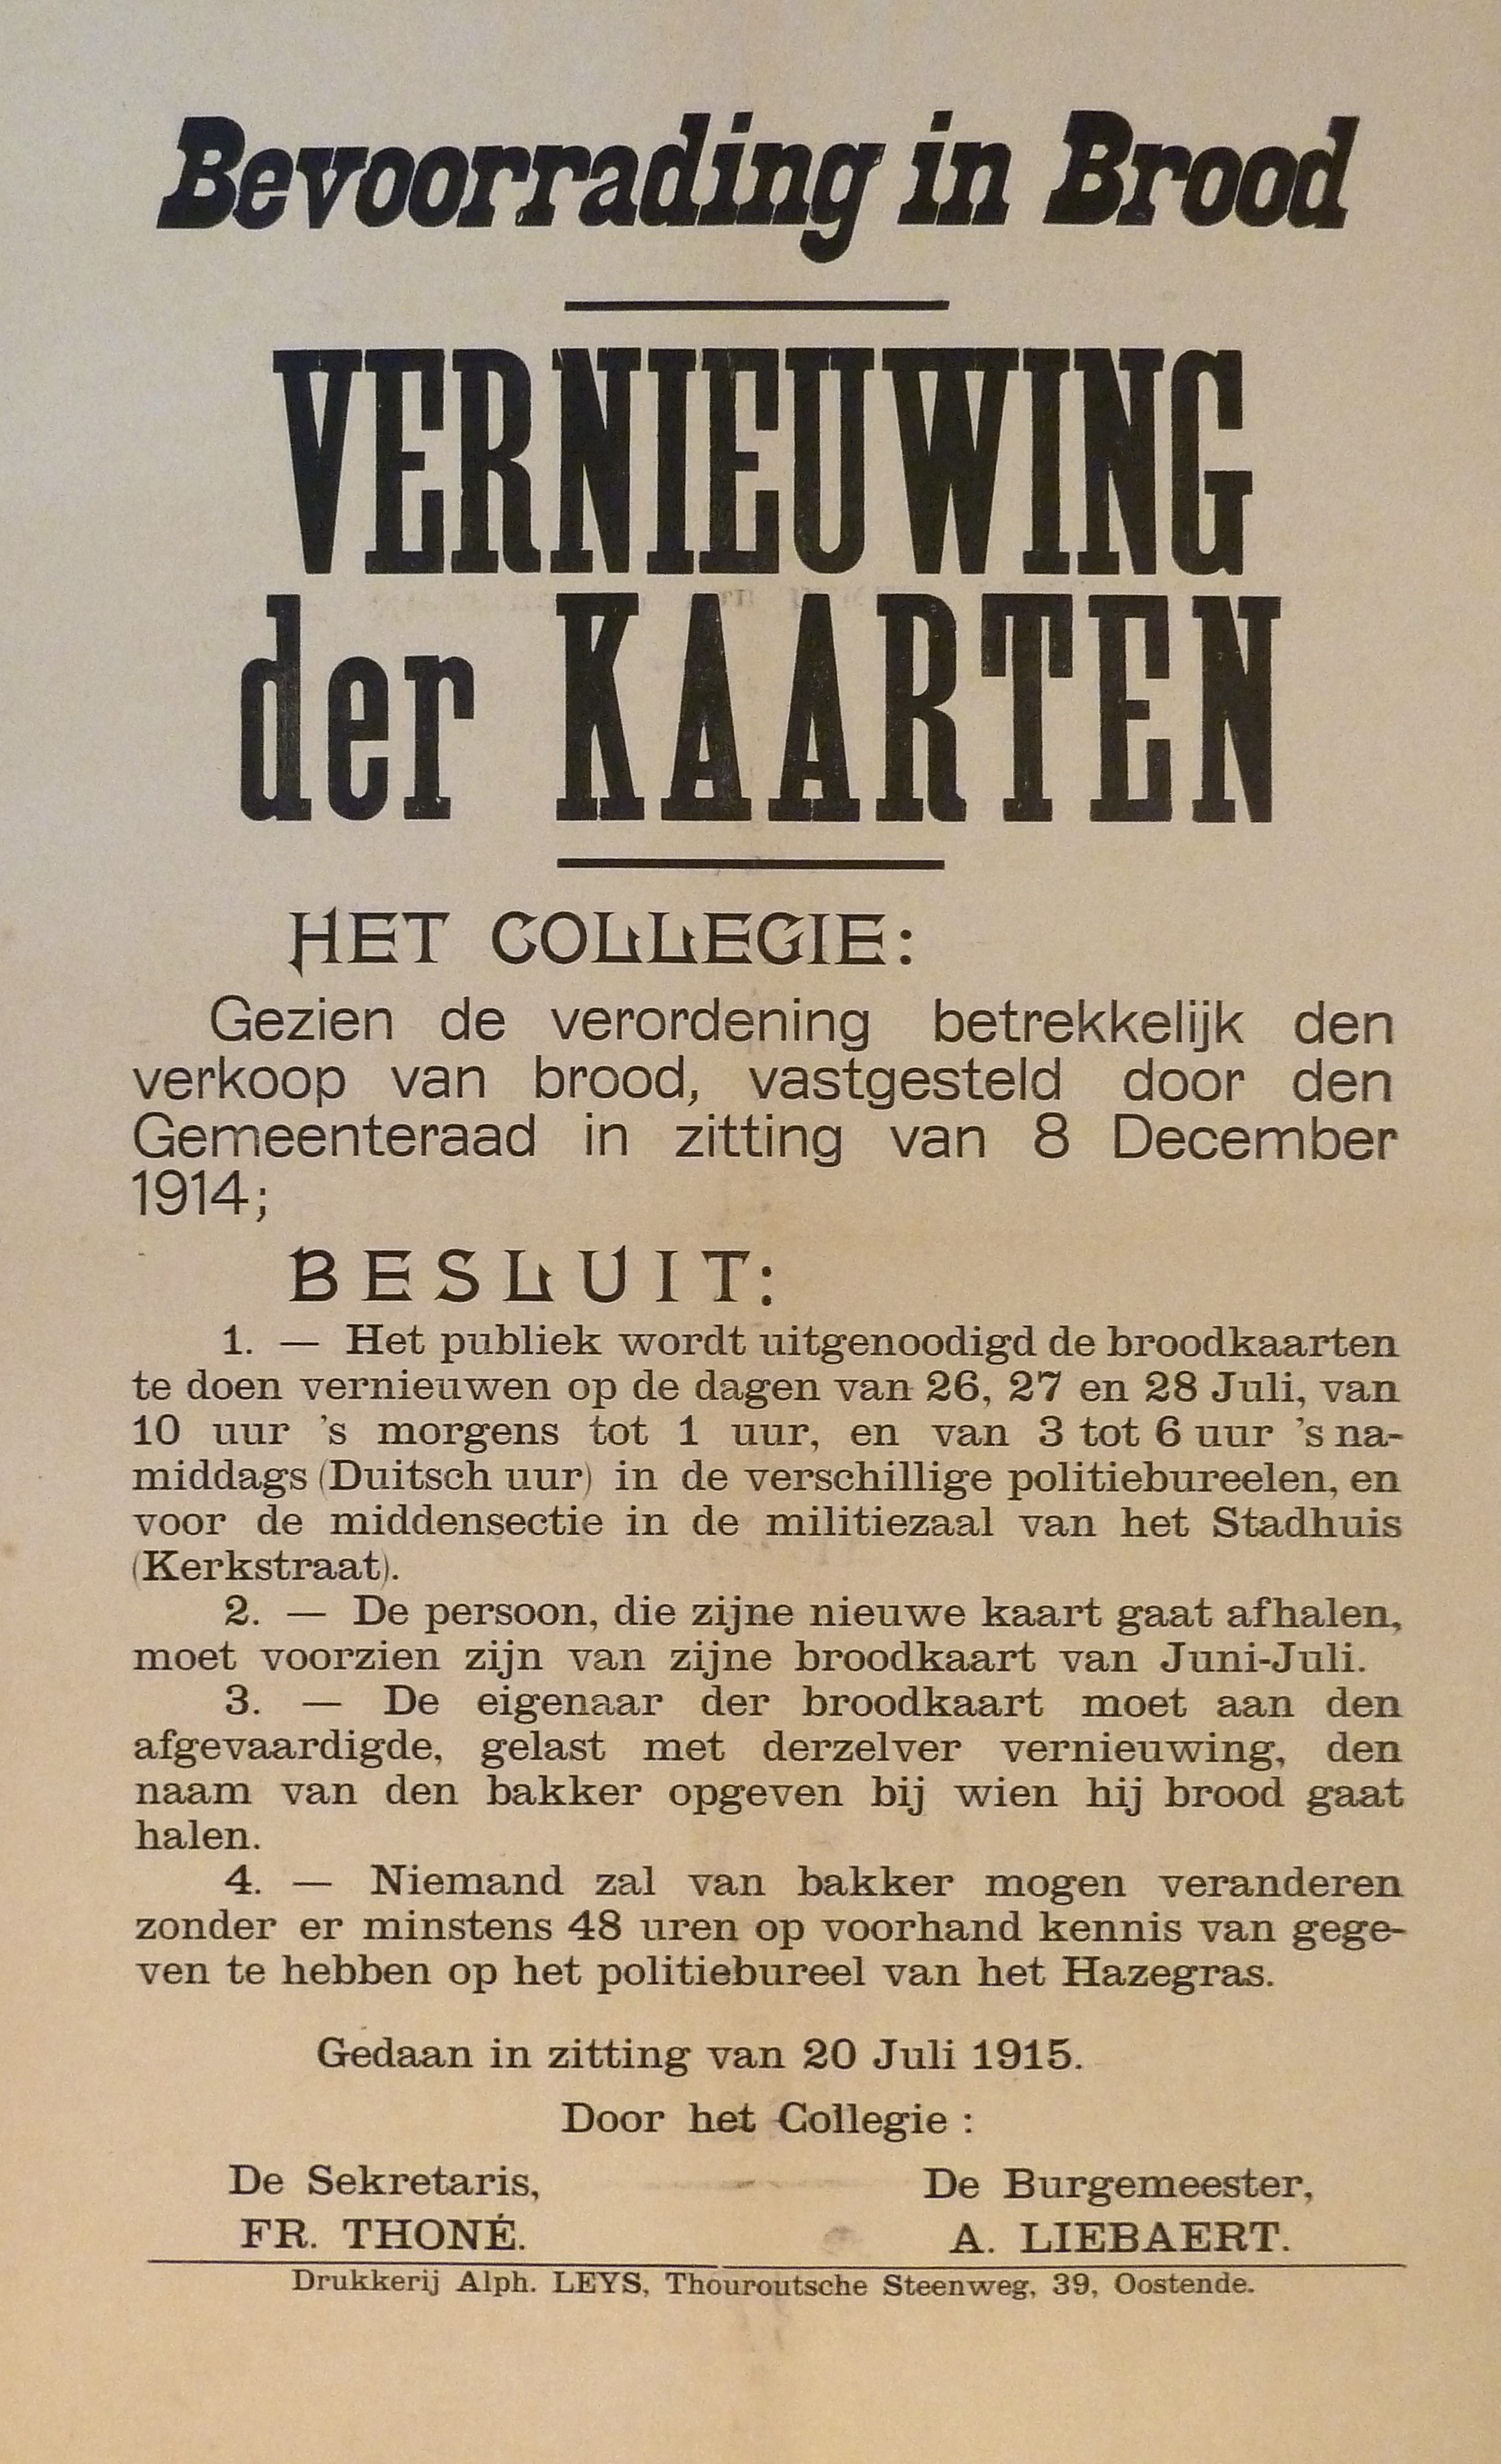 Bevoorrading in Brood
VERNIEUWING
der KAARTEN
HET COLLEGIE:
Gezien de verordening betrekkelijk den
verkoop van brood, vastgesteld door den
Gemeenteraad in zitting van 8 December
1914;
BESLUIT:
1. — Het publiek wordt uitgenoodigd de broodkaarten
te doen vernieuwen op de dagen van 26, 27 en 28 Juli, van
10 uur 's morgens tot 1 uur, en van 3 tot 6 uur 's na-
middags (Duitsch uur) in de verschillige politiebureelen, en
voor de middensectie in de militiezaal van het Stadhuis
(Kerkstraat).
2. — De persoon, die zijne nieuwe kaart gaat afhalen,
moet voorzien zijn van zijne broodkaart van Juni-Juli.
3. — De eigenaar der broodkaart moet aan den
afgevaardigde, gelast met derzelver vernieuwing, den
naam van den bakker opgeven bij wien hij brood gaat
halen.
4. — Niemand zal van bakker mogen veranderen
zonder er minstens 48 uren op voorhand kennis van gege-
ven te hebben op het politiebureel van het Hazegras.
Gedaan in zitting van 20 Juli 1915.
Door het Collegie :
De Sekretaris, De Burgemeester,
FR. THONÉ. A. LIEBAERT.
Drukkerij Alph. LEYS, Thouroutsche Steenweg, 39, Oostende.